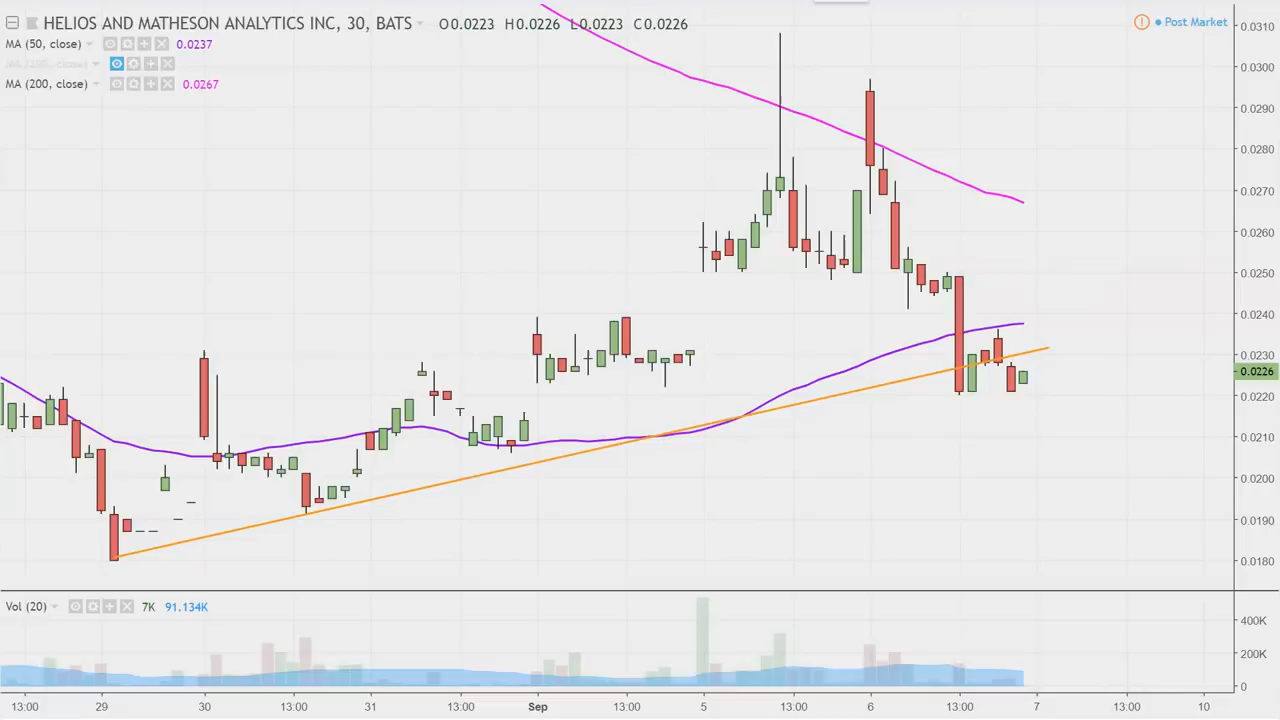 HELIOS AND MATHESON ANALYTICS INC, 30, BATS O0.0223 H0.0226 L0.0223 C0.0226
Post Market
MA (50, close) 0.0237
MA (200, close)
MA (200, close) 0.0267
0.0310
0.0300
0.0290
0.0280
0.0270
0.0260
0.0250
0.0240
0.0230
0.0226
0.0220
0.0210
0.0200
0.0190
0.0180
Vol (20) 7K 91.134K
400K
200K
0
13:00 29 30 13:00 31 13:00 Sep 13:00 5 13:00 6 13:00 7 13:00 10